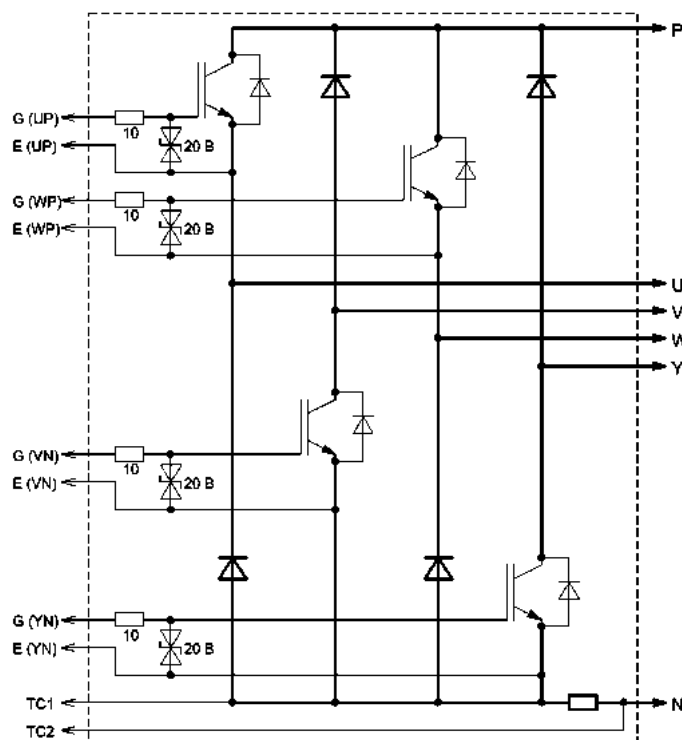 P
G (UP)
10
20 В
E (UP)
G (WP)
10
20 В
E (WP)
U
V
W
Y
G (VN)
10
20 В
E (VN)
G (YN)
10
20 В
E (YN)
TC1
N
TC2